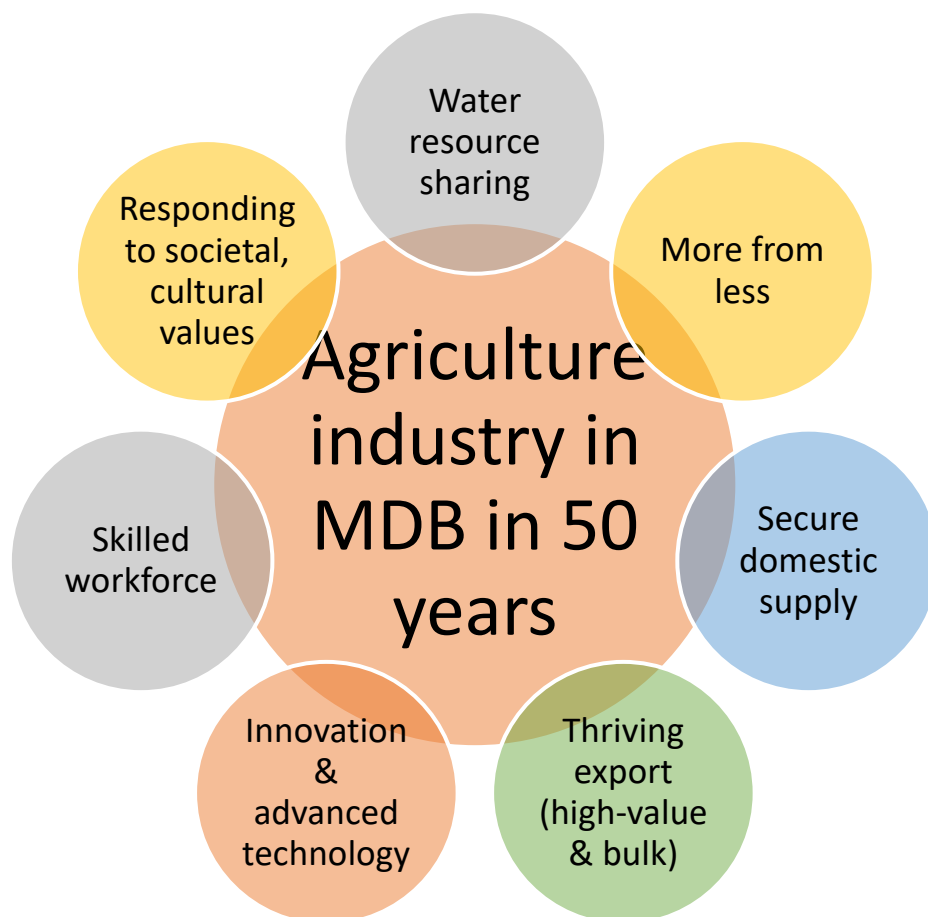 Water
resource
sharing
More from
less
Secure
domestic
supply
Thriving
export
(high-value
& bulk)
Innovation
&
advanced
technology
Skilled
workforce
Responding
to societal,
cultural
values
Agriculture
industry in
MDB in 50
years